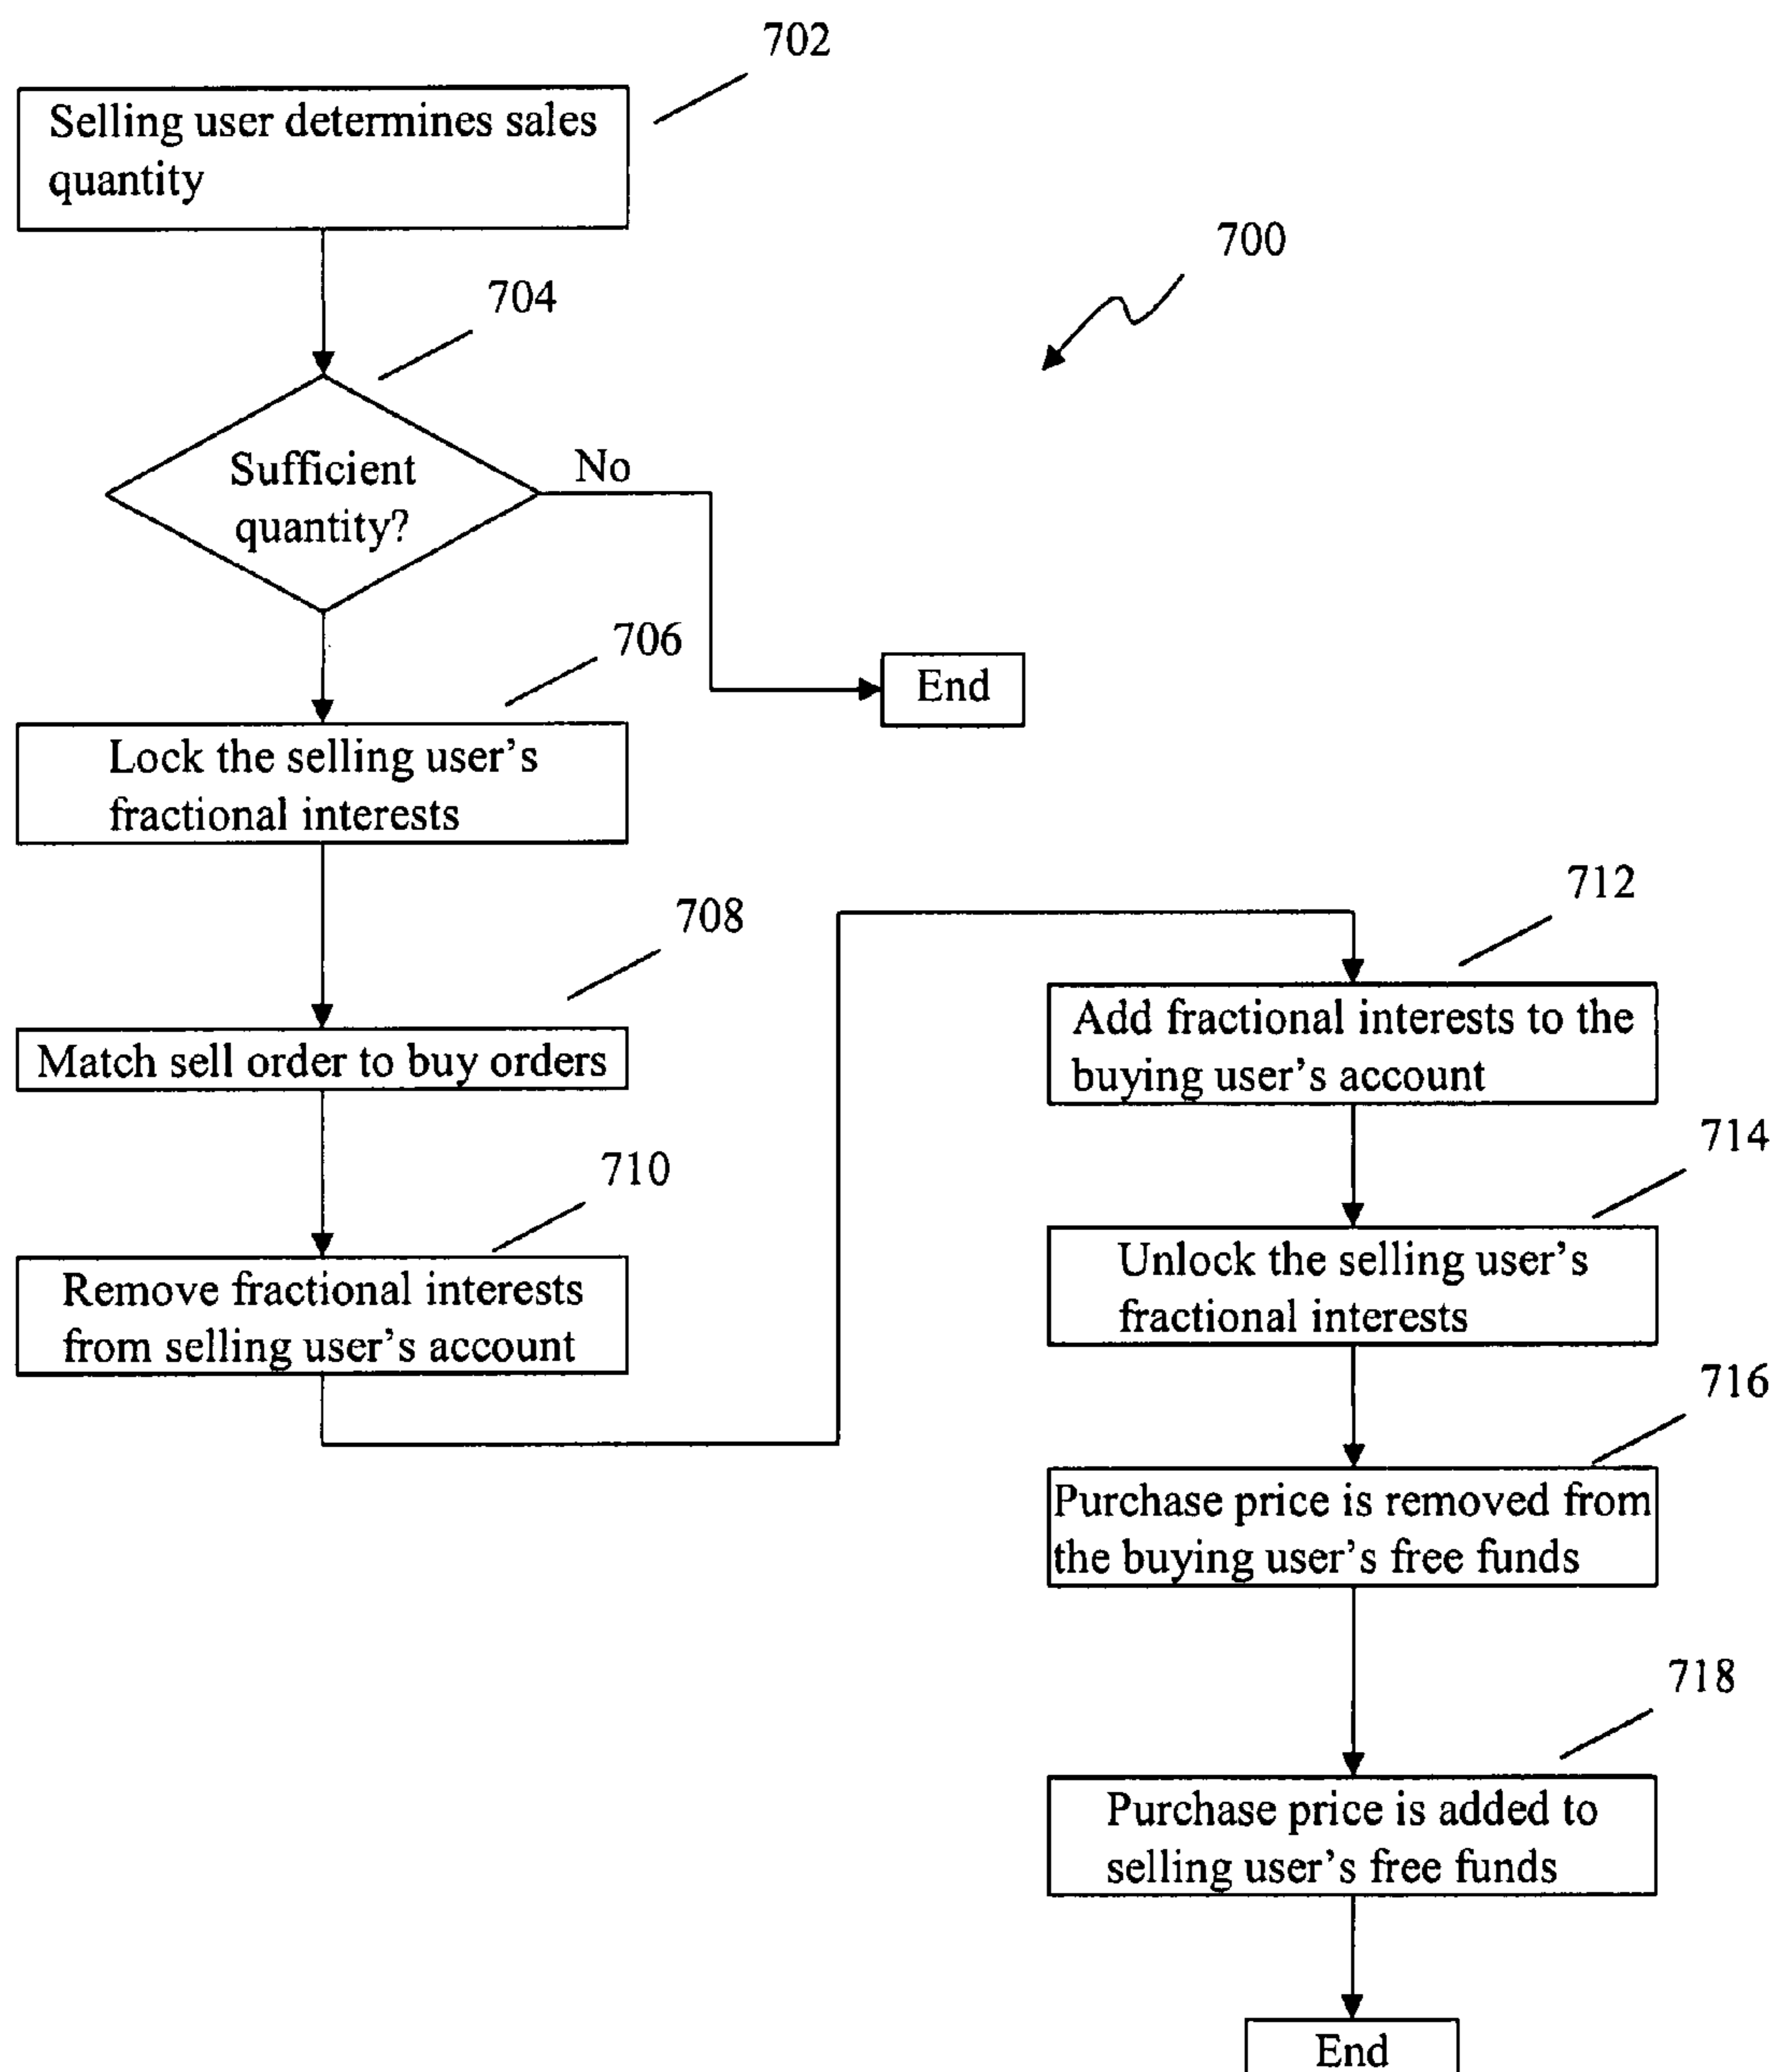 702
Selling user determines sales
quantity
700
704
Sufficient
quantity?
No
706
End
Lock the selling user's
fractional interests
708
Match sell order to buy orders
710
Remove fractional interests
from selling user's account
712
Add fractional interests to the
buying user's account
714
Unlock the selling user's
fractional interests
716
Purchase price is removed from
the buying user's free funds
718
Purchase price is added to
selling user's free funds
End